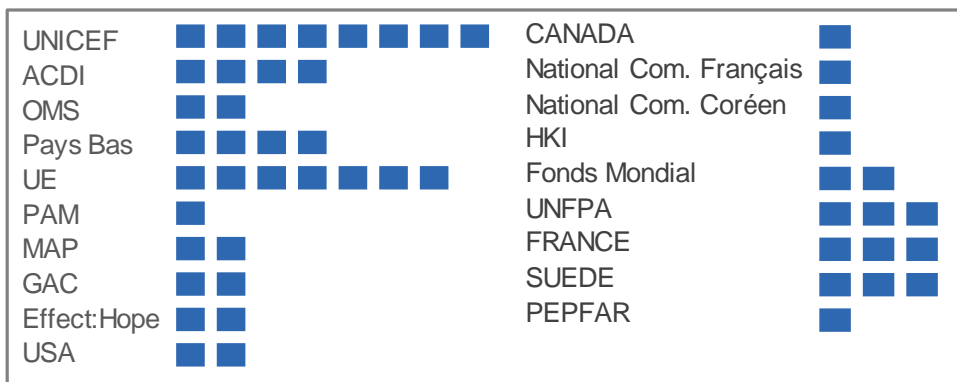 UNICEF
ACDI
OMS
Pays Bas
UE
PAM
MAP
GAC
Effect:Hope
USA
CANADA
National Com. Français
National Com. Coréen
HKI
Fonds Mondial
UNFPA
FRANCE
SUEDE
PEPFAR